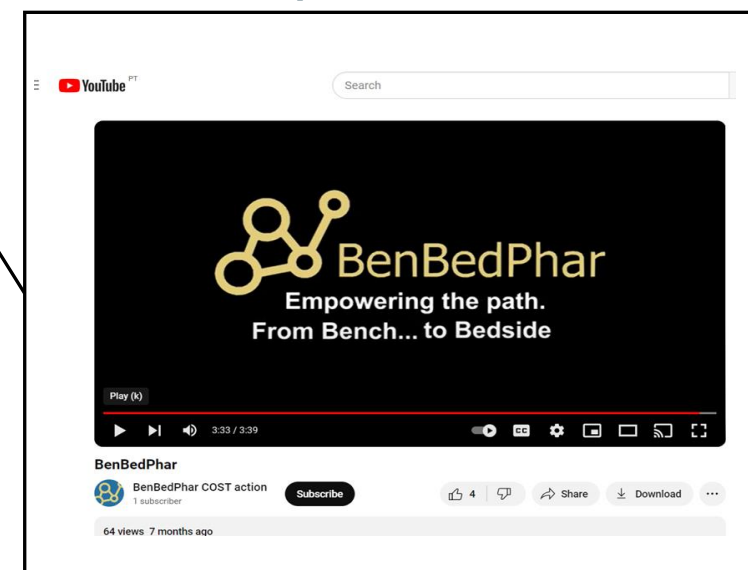 YouTube PT
Search
BenBedPhar
Empowering the path.
From Bench... to Bedside
Play (k)
3:33 / 3:39
CC
BenBedPhar
BenBedPhar COST action
1 subscriber
Subscribe
4
Share
Download
64 views 7 months ago